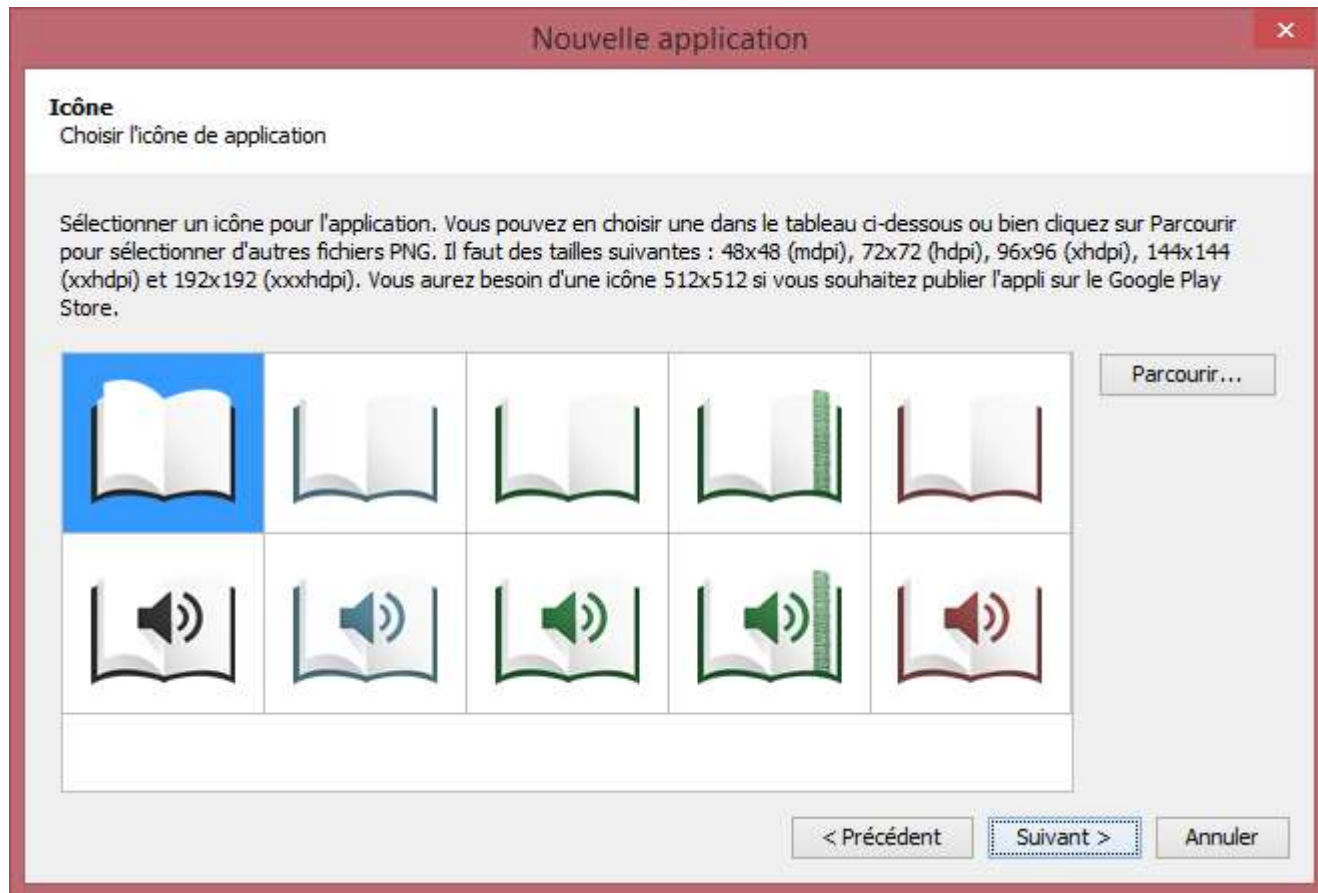 Nouvelle application
Icône
Choisir l'icône de application
Sélectionner un icône pour l'application. Vous pouvez en choisir une dans le tableau ci-dessous ou bien cliquez sur Parcourir
pour sélectionner d'autres fichiers PNG. Il faut des tailles suivantes : 48x48 (mdpi), 72x72 (hdpi), 96x96 (xhdpi), 144x144
(xxhdpi) et 192x192 (xxxhdpi). Vous aurez besoin d'une icône 512x512 si vous souhaitez publier l'appli sur le Google Play
Store.
Parcourir...
< Précédent
Suivant >
Annuler